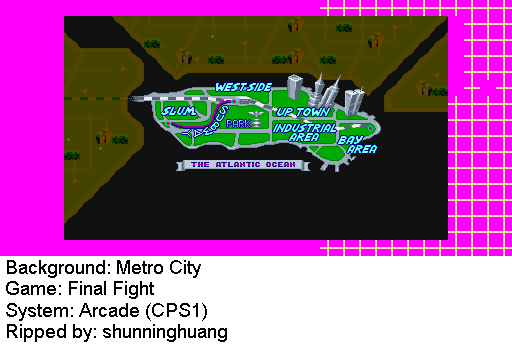 WEST-SIDE
SLUM
SUBWAY
PARK
UP TOWN
INDUSTRIAL
AREA
BAY
AREA
THE ATLANTIC OCEAN
Background: Metro City
Game: Final Fight
System: Arcade (CPS1)
Ripped by: shunninghuang